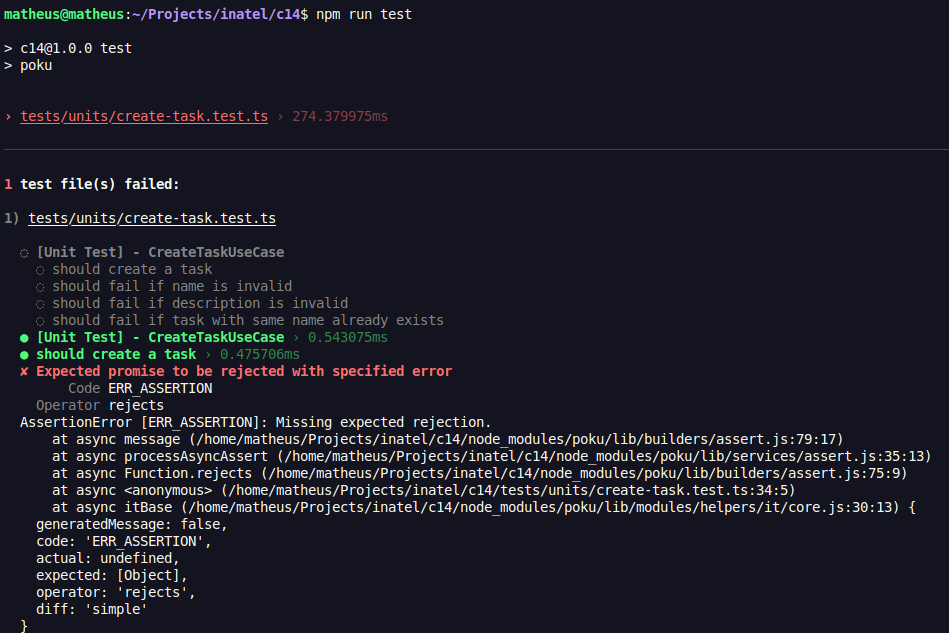 matheus@matheus:~/Projects/inatel/c14$ npm run test
> c14@1.0.0 test
> poku
› tests/units/create-task.test.ts › 274.379975ms
1 test file(s) failed:
1) tests/units/create-task.test.ts
◌ [Unit Test] - CreateTaskUseCase
◌ should create a task
◌ should fail if name is invalid
◌ should fail if description is invalid
◌ should fail if task with same name already exists
● [Unit Test] - CreateTaskUseCase › 0.543075ms
● should create a task › 0.475706ms
✘ Expected promise to be rejected with specified error
Code ERR_ASSERTION
Operator rejects
AssertionError [ERR_ASSERTION]: Missing expected rejection.
at async message (/home/matheus/Projects/inatel/c14/node_modules/poku/lib/builders/assert.js:79:17)
at async processAsyncAssert (/home/matheus/Projects/inatel/c14/node_modules/poku/lib/services/assert.js:35:13)
at async Function.rejects (/home/matheus/Projects/inatel/c14/node_modules/poku/lib/builders/assert.js:75:9)
at async <anonymous> (/home/matheus/Projects/inatel/c14/tests/units/create-task.test.ts:34:5)
at async itBase (/home/matheus/Projects/inatel/c14/node_modules/poku/lib/modules/helpers/it/core.js:30:13) {
generatedMessage: false,
code: 'ERR_ASSERTION',
actual: undefined,
expected: [Object],
operator: 'rejects',
diff: 'simple'
}